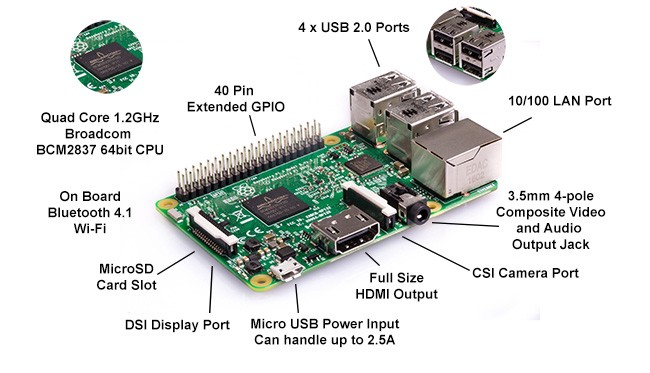 4 x USB 2.0 Ports
40 Pin
Extended GPIO
10/100 LAN Port
Quad Core 1.2GHz
Broadcom
BCM2837 64bit CPU
On Board
Bluetooth 4.1
Wi-Fi
3.5mm 4-pole
Composite Video
and Audio
Output Jack
MicroSD
Card Slot
CSI Camera Port
Full Size
HDMI Output
DSI Display Port
Micro USB Power Input
Can handle up to 2.5A